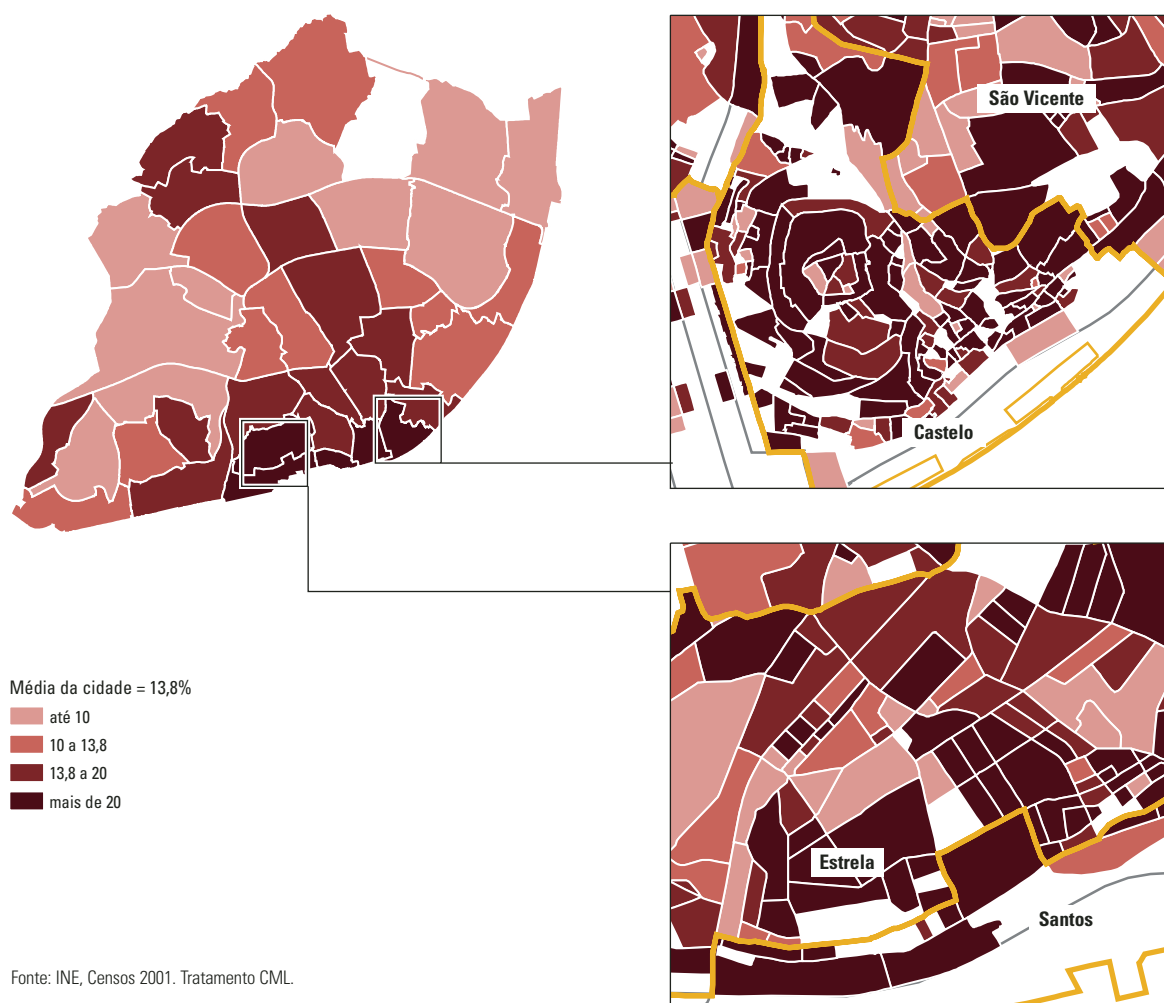 São Vicente
Castelo
Média da cidade = 13,8%
até 10
10 a 13,8
13,8 a 20
mais de 20
Estrela
Santos
Fonte: INE, Censos 2001. Tratamento CML.